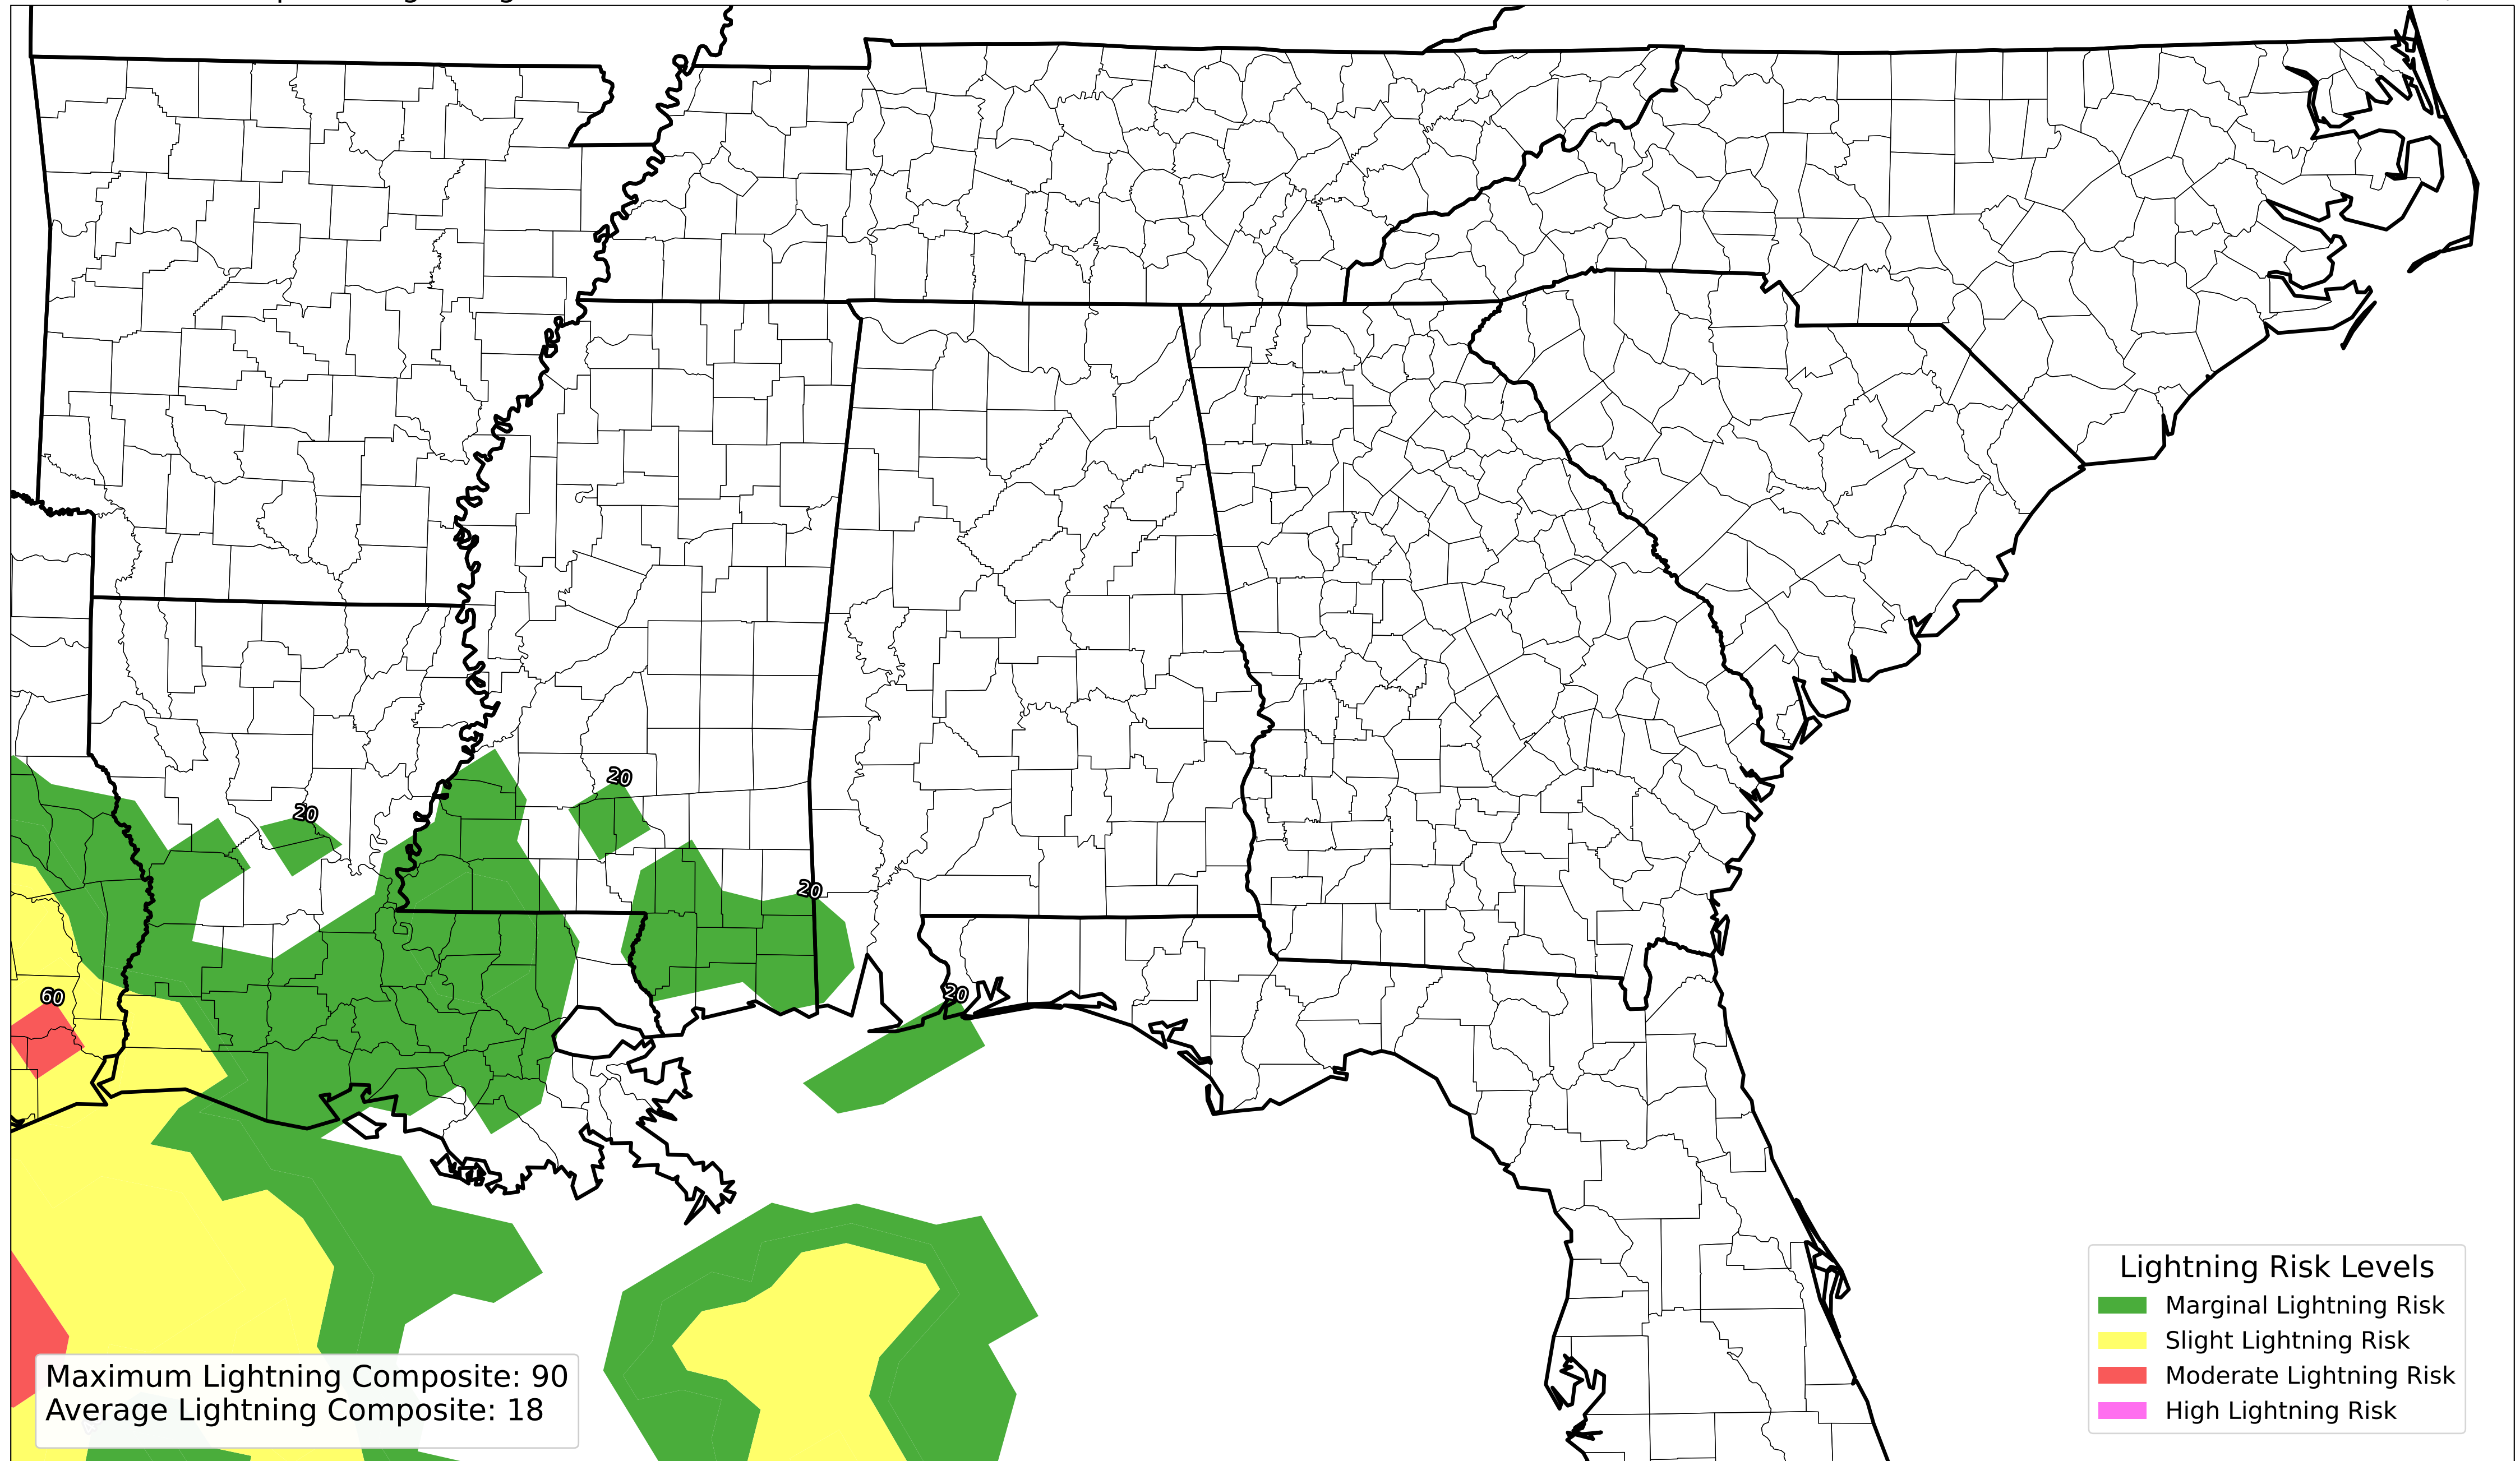 20
20
20
60
20
Lightning Risk Levels
Marginal Lightning Risk
Slight Lightning Risk
Moderate Lightning Risk
High Lightning Risk
Maximum Lightning Composite: 90
Average Lightning Composite: 18